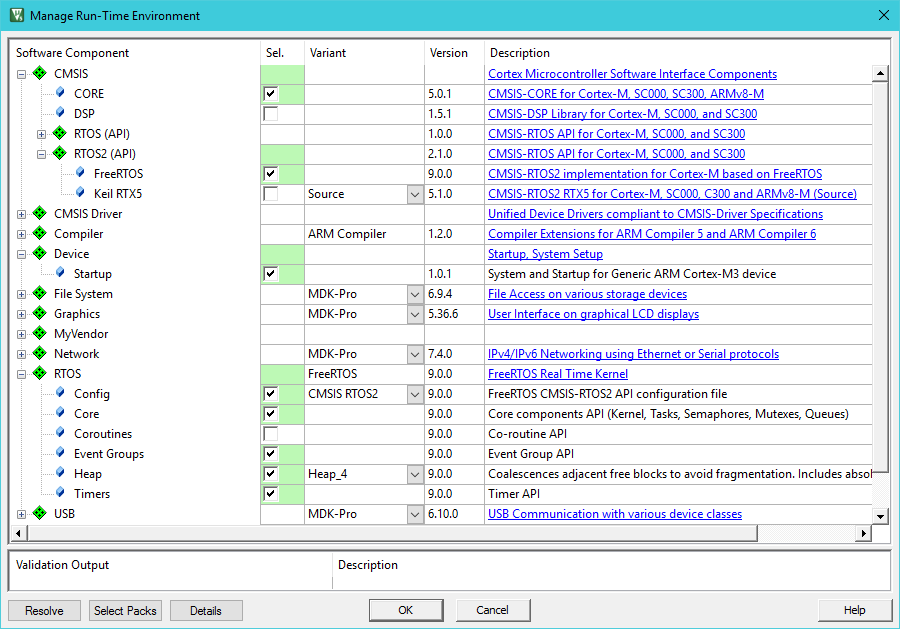 Manage Run-Time Environment
Software Component Sel. Variant Version Description
CMSIS Cortex Microcontroller Software Interface Components
CORE 5.0.1 CMSIS-CORE for Cortex-M, SC000, SC300, ARMv8-M
DSP 1.5.1 CMSIS-DSP Library for Cortex-M, SC000, and SC300
RTOS (API) 1.0.0 CMSIS-RTOS API for Cortex-M, SC000, and SC300
RTOS2 (API) 2.1.0 CMSIS-RTOS API for Cortex-M, SC000, and SC300
FreeRTOS 9.0.0 CMSIS-RTOS2 implementation for Cortex-M based on FreeRTOS
Keil RTX5 Source 5.1.0 CMSIS-RTOS2 RTX5 for Cortex-M, SC000, C300 and ARMv8-M (Source)
CMSIS Driver Unified Device Drivers compliant to CMSIS-Driver Specifications
Compiler ARM Compiler 1.2.0 Compiler Extensions for ARM Compiler 5 and ARM Compiler 6
Device Startup, System Setup
Startup 1.0.1 System and Startup for Generic ARM Cortex-M3 device
File System MDK-Pro 6.9.4 File Access on various storage devices
Graphics MDK-Pro 5.36.6 User Interface on graphical LCD displays
MyVendor
Network MDK-Pro 7.4.0 IPv4/IPv6 Networking using Ethernet or Serial protocols
RTOS FreeRTOS 9.0.0 FreeRTOS Real Time Kernel
Config CMSIS RTOS2 9.0.0 FreeRTOS CMSIS-RTOS2 API configuration file
Core 9.0.0 Core components API (Kernel, Tasks, Semaphores, Mutexes, Queues)
Coroutines 9.0.0 Co-routine API
Event Groups 9.0.0 Event Group API
Heap Heap_4 9.0.0 Coalescences adjacent free blocks to avoid fragmentation. Includes absol
Timers 9.0.0 Timer API
USB MDK-Pro 6.10.0 USB Communication with various device classes
Validation Output Description
Resolve Select Packs Details OK Cancel Help